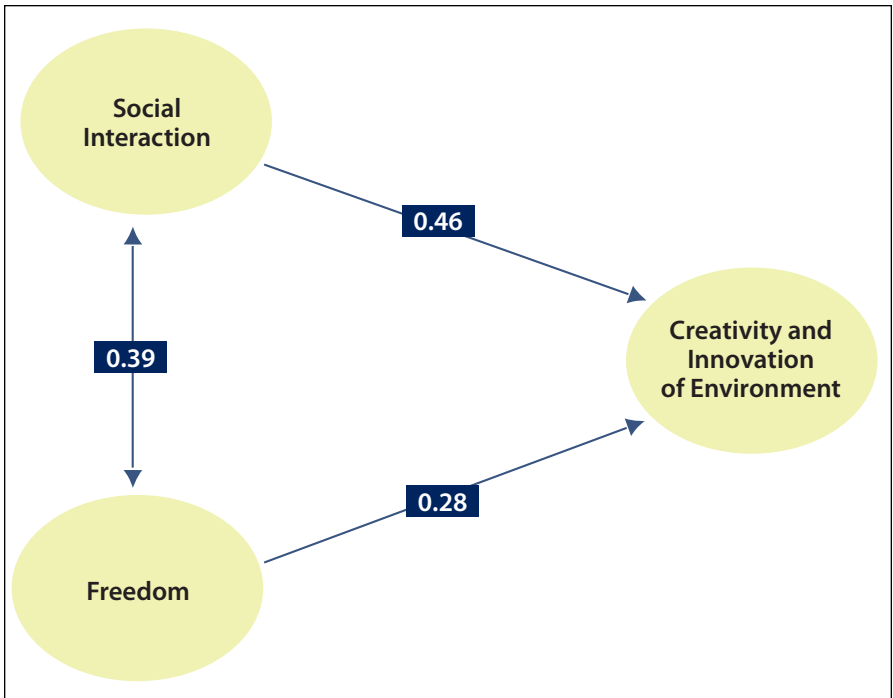 Social
Interaction
0.46
0.39
Creativity and
Innovation
of Environment
0.28
Freedom